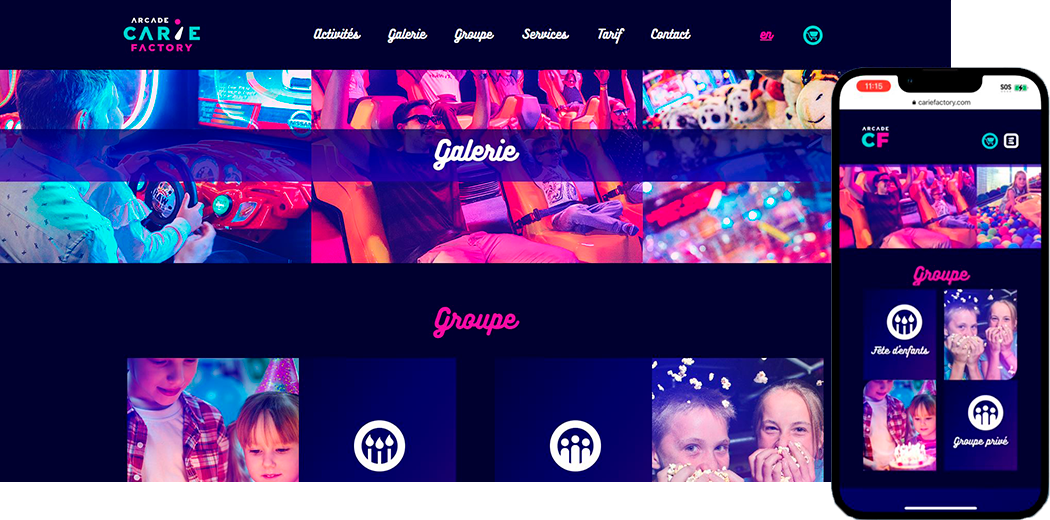 ARCADE
CARIE
FACTORY
Activités Galerie Groupe Services Tarif Contact en
Galerie
Groupe
11:15 SOS
cariefactory.com
ARCADE
CF
Groupe
Fête d'enfants
Groupe privé